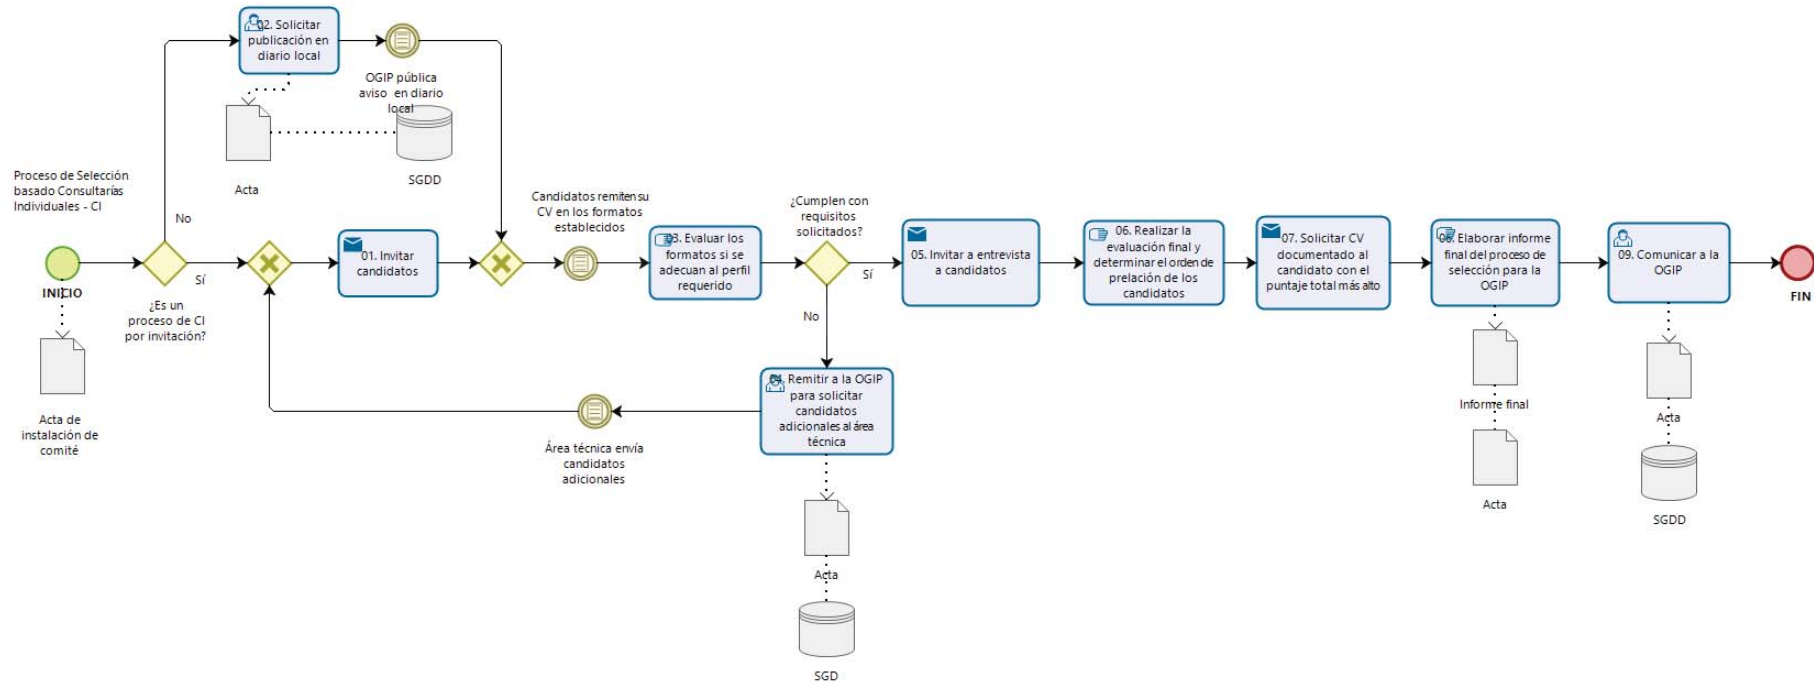 02. Solicitar
publicación en
diario local
OGIP pública
aviso en diario
local
Acta
SGDD
Proceso de Selección
basado Consultarías
Individuales - CI
No
Sí
INICIO
¿Es un
proceso de CI
por invitación?
Acta de
instalación de
comité
01. Invitar
candidatos
Candidatos remiten su
CV en los formatos
establecidos
03. Evaluar los
formatos si se
adecuan al perfil
requerido
¿Cumplen con
requisitos
solicitados?
Sí
No
04. Remitir a la OGIP
para solicitar
candidatos
adicionales al área
técnica
Área técnica envía
candidatos
adicionales
Acta
SGD
05. Invitar a entrevista
a candidatos
06. Realizar la
evaluación final y
determinar el orden de
prelación de los
candidatos
07. Solicitar CV
documentado al
candidato con el
puntaje total más alto
08. Elaborar informe
final del proceso de
selección para la
OGIP
Informe final
Acta
09. Comunicar a la
OGIP
Acta
SGDD
FIN